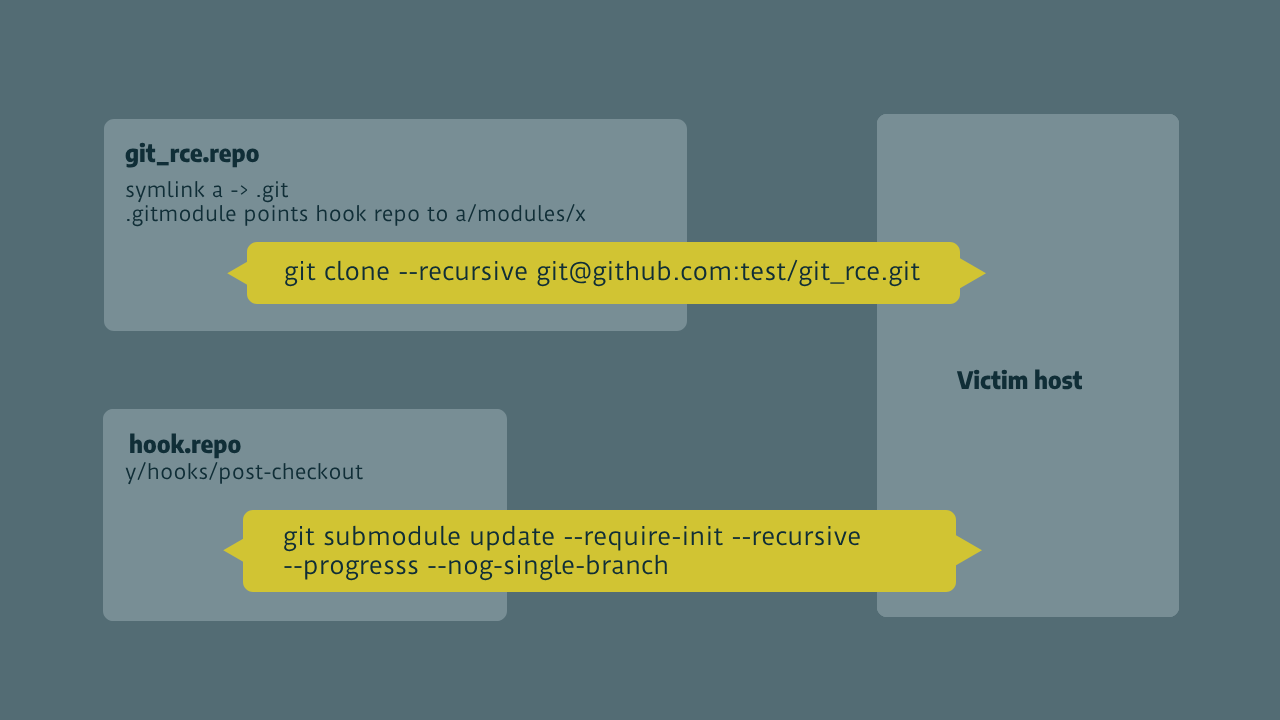 git_rce.repo
symlink a -> .git
.gitmodule points hook repo to a/modules/x
git clone --recursive git@github.com:test/git_rce.git
Victim host
hook.repo
y/hooks/post-checkout
git submodule update --require-init --recursive
--progresss --nog-single-branch